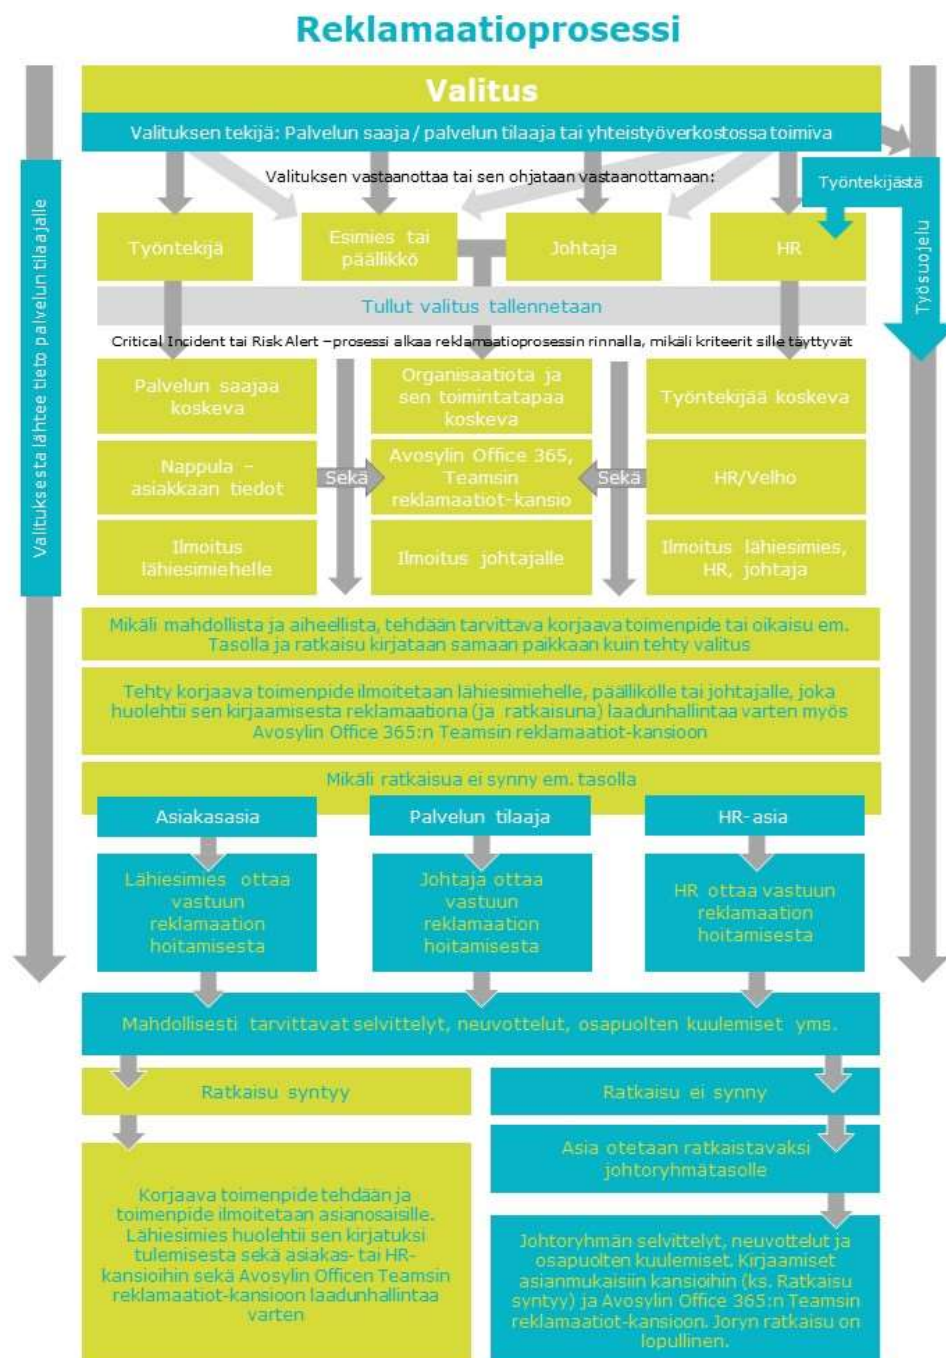 Reklamaatioprosessi
Valitus
Valituksen tekijä: Palvelun saaja / palvelun tilaaja tai yhteistyöverkostossa toimiva
Valituksen vastaanottaa tai sen ohjataan vastaanottamaan:
Työntekijästä
Työsuojelu
Valituksesta lähtee tieto palvelun tilaajalle
Työntekijä
Esimies tai
päällikkö
Johtaja
HR
Tullut valitus tallennetaan
Critical Incident tai Risk Alert –prosessi alkaa reklamaatioprosessin rinnalla, mikäli kriteerit sille täyttyvät
Palvelun saajaa
koskeva
Organisaatiota ja
sen toimintatapaa
koskeva
Työntekijää koskeva
Nappula –
asiakkaan tiedot
Sekä
Avosylin Office 365,
Teamsin
reklamaatiot-kansio
Sekä
HR/Velho
Ilmoitus
lähiesimiehelle
Ilmoitus johtajalle
Ilmoitus lähiesimies,
HR, johtaja
Mikäli mahdollista ja aiheellista, tehdään tarvittava korjaava toimenpide tai oikaisu em.
Tasolla ja ratkaisu kirjataan samaan paikkaan kuin tehty valitus
Tehty korjaava toimenpide ilmoitetaan lähiesimiehelle, päällikölle tai johtajalle, joka
huolehtii sen kirjaamisesta reklamaationa (ja ratkaisuna) laadunhallintaa varten myös
Avosylin Office 365:n Teamsin reklamaatiot-kansioon
Mikäli ratkaisua ei synny em. tasolla
Asiakasasia
Palvelun tilaaja
HR-asia
Lähiesimies ottaa
vastuun
reklamaation
hoitamisesta
Johtaja ottaa
vastuun
reklamaation
hoitamisesta
HR ottaa vastuun
reklamaation
hoitamisesta
Mahdollisesti tarvittavat selvittelyt, neuvottelut, osapuolten kuulemiset yms.
Ratkaisu syntyy
Korjaava toimenpide tehdään ja
toimenpide ilmoitetaan asianosaisille.
Lähiesimies huolehtii sen kirjatuksi
tulemisesta sekä asiakas- tai HR-
kansioihin sekä Avosylin Officen Teamsin
reklamaatiot-kansioon laadunhallintaa
varten
Ratkaisu ei synny
Asia otetaan ratkaistavaksi
johtoryhmätasolle
Johtoryhmän selvittelyt, neuvottelut ja
osapuolten kuulemiset. Kirjaamiset
asianmukaisiin kansioihin (ks. Ratkaisu
syntyy) ja Avosylin Office 365:n Teamsin
reklamaatiot-kansioon. Joryn ratkaisu on
lopullinen.